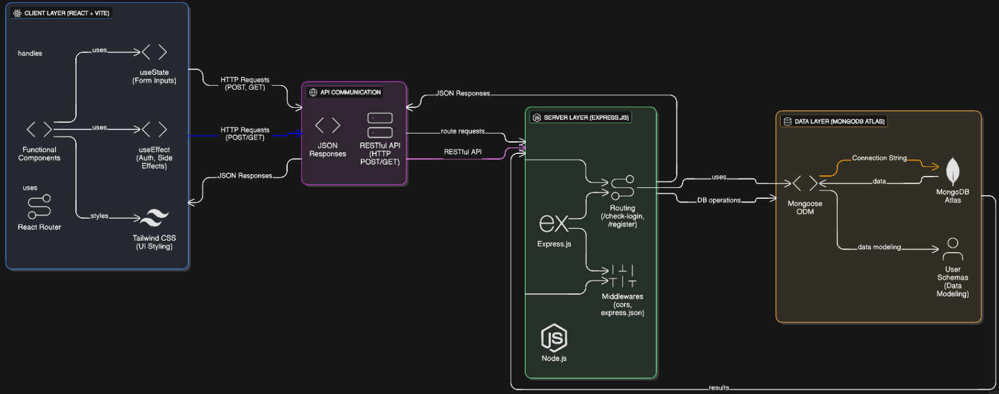 CLIENT LAYER (REACT + VITE)
handles
uses
useState
(Form Inputs)
uses
Functional
Components
useEffect
(Auth, Side
Effects)
uses
React Router
styles
Tailwind CSS
(UI Styling)
HTTP Requests
(POST, GET)
HTTP Requests
(POST/GET)
JSON Responses
API COMMUNICATION
JSON
Responses
RESTful API
(HTTP
POST/GET)
JSON Responses
route requests
RESTful API
SERVER LAYER (EXPRESS.JS)
Routing
(/check-login,
/register)
ex
Express.js
Middlewares
(cors,
express.json)
JS
Node.js
uses
DB operations
DATA LAYER (MONGODB ATLAS)
Connection String
data
Mongoose
ODM
MongoDB
Atlas
data modeling
User
Schemas
(Data
Modeling)
results